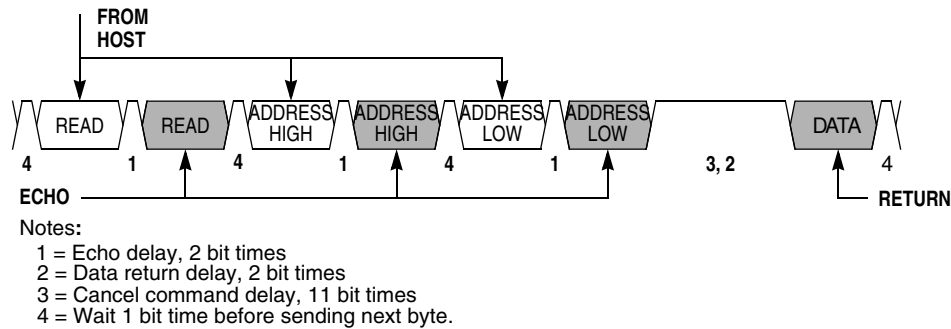 FROM
HOST
READ
READ
ADDRESS
HIGH
ADDRESS
HIGH
ADDRESS
LOW
ADDRESS
LOW
DATA
4
1
4
1
4
1
3, 2
4
ECHO
RETURN
Notes:
1 = Echo delay, 2 bit times
2 = Data return delay, 2 bit times
3 = Cancel command delay, 11 bit times
4 = Wait 1 bit time before sending next byte.